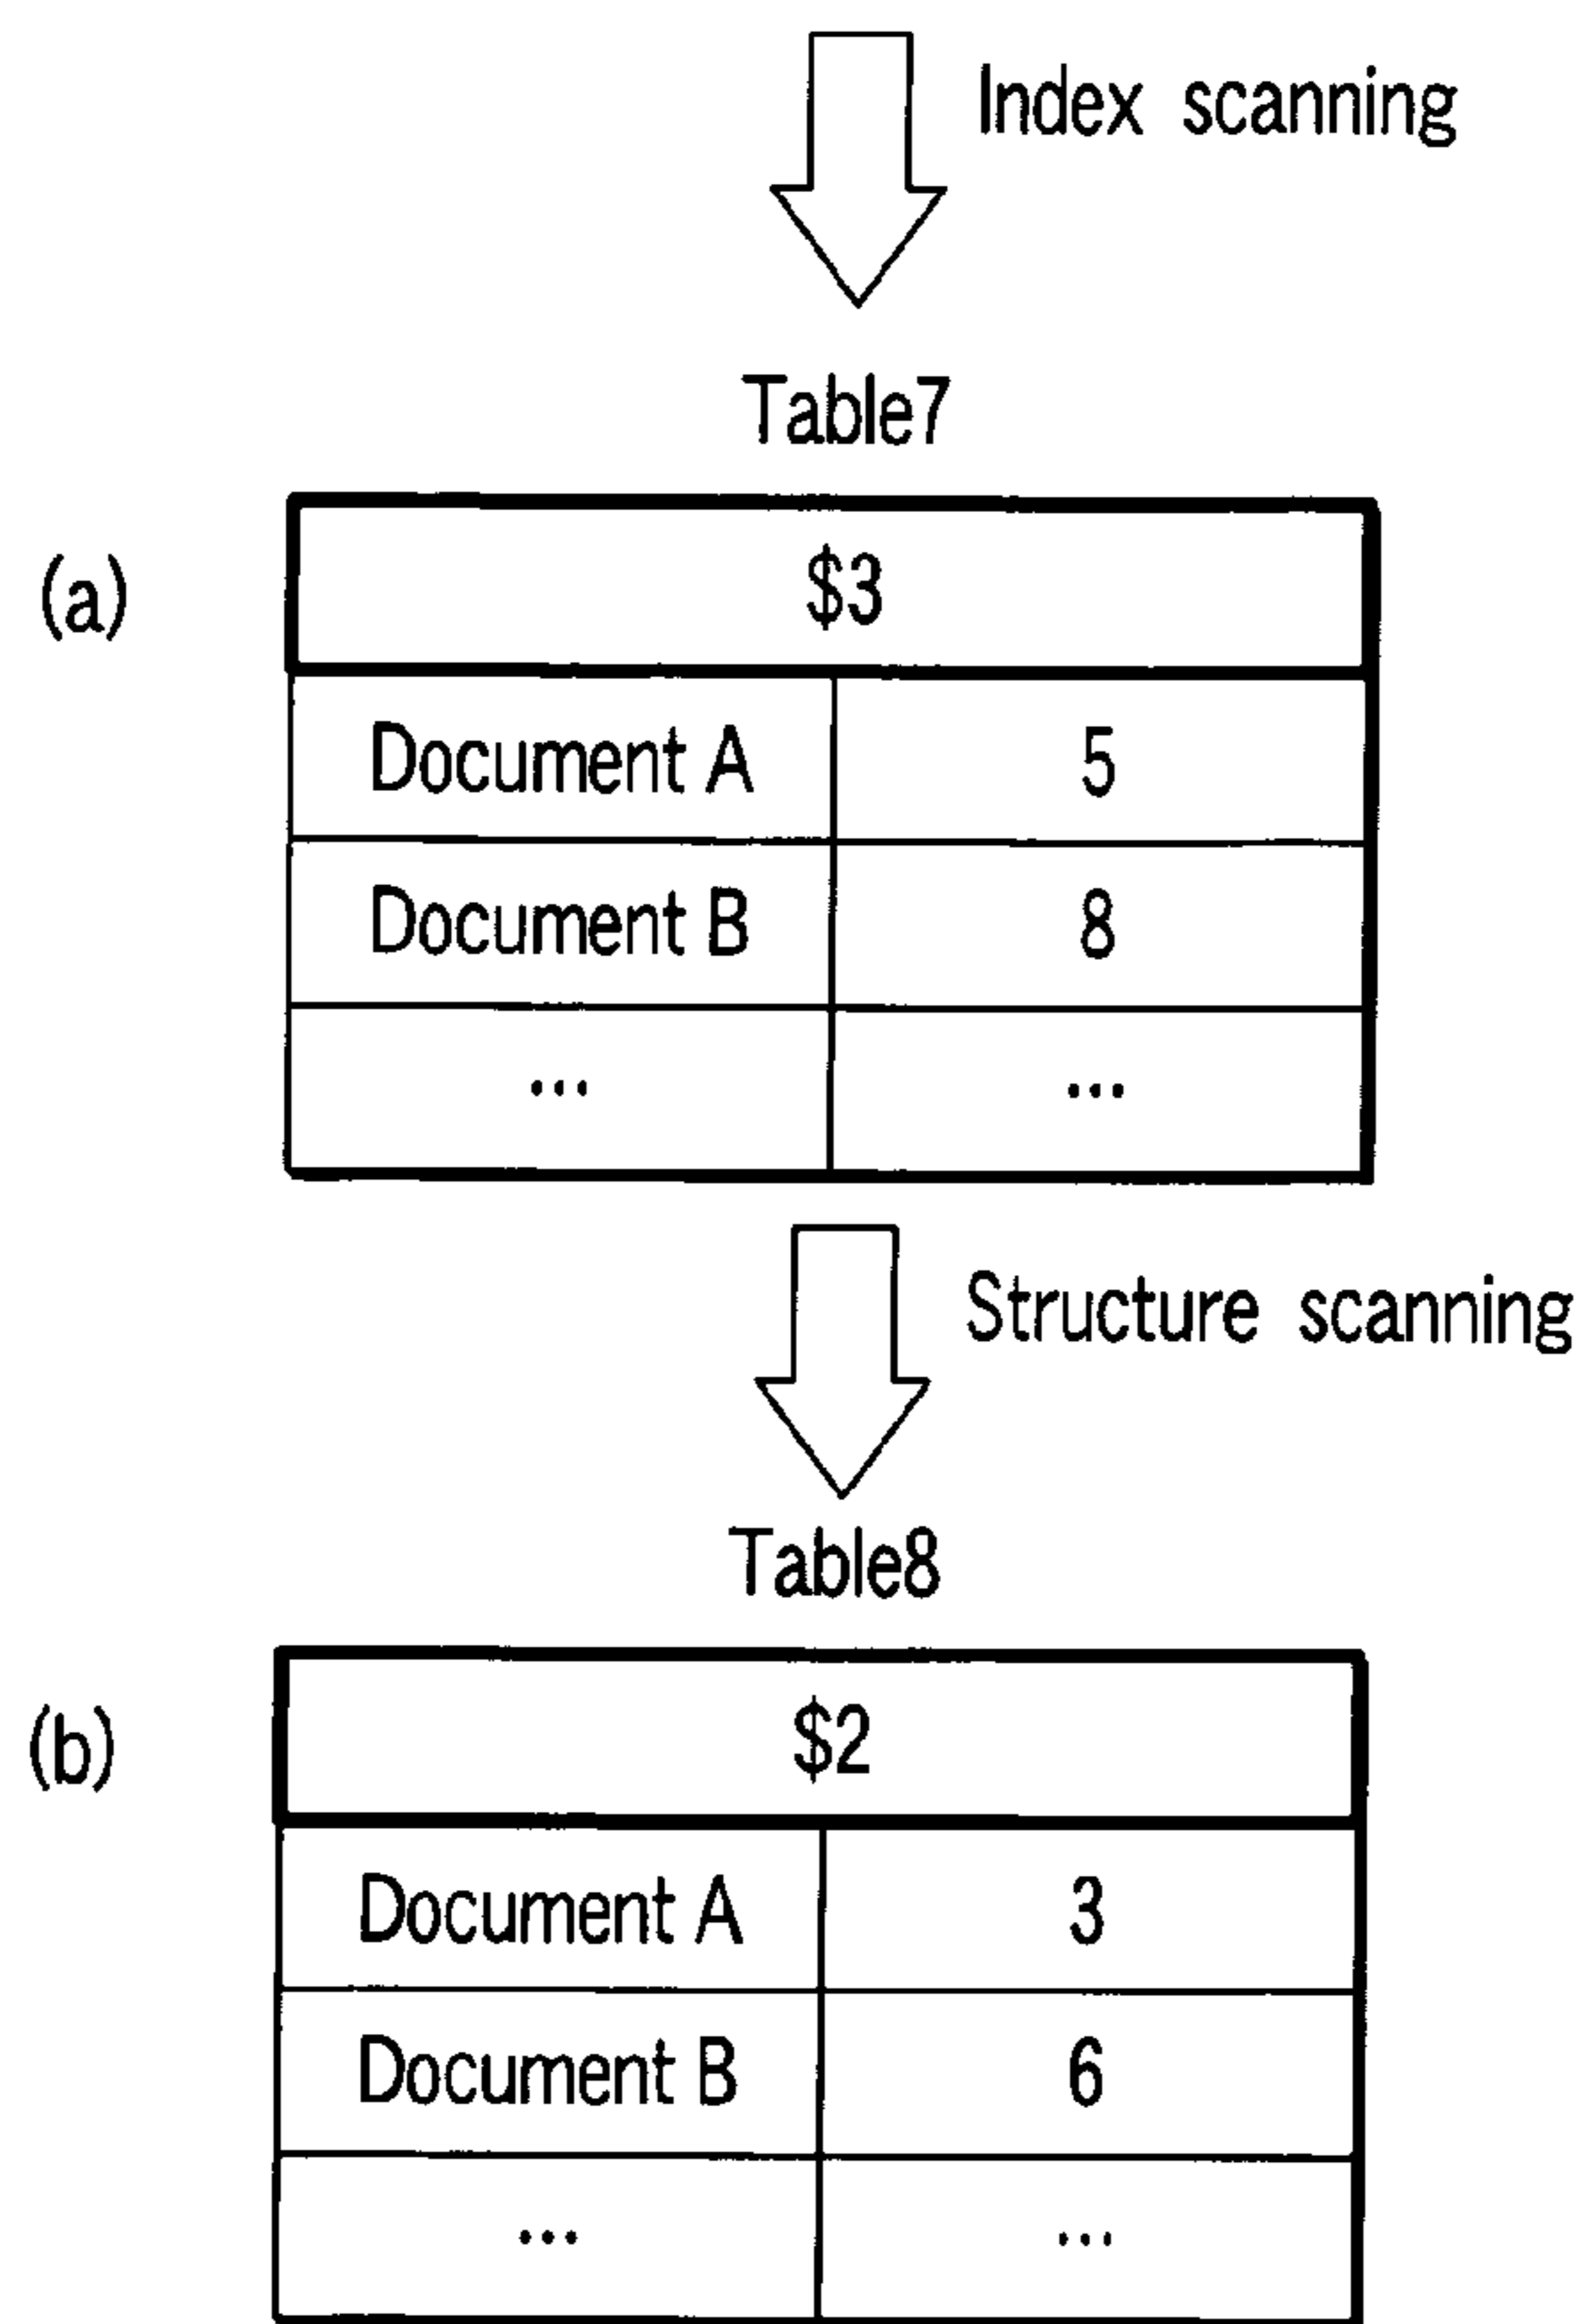 Index scanning
Table7
(a)
$3
Document A 5
Document B 8
... ...
Structure scanning
Table8
(b)
$2
Document A 3
Document B 6
... ...